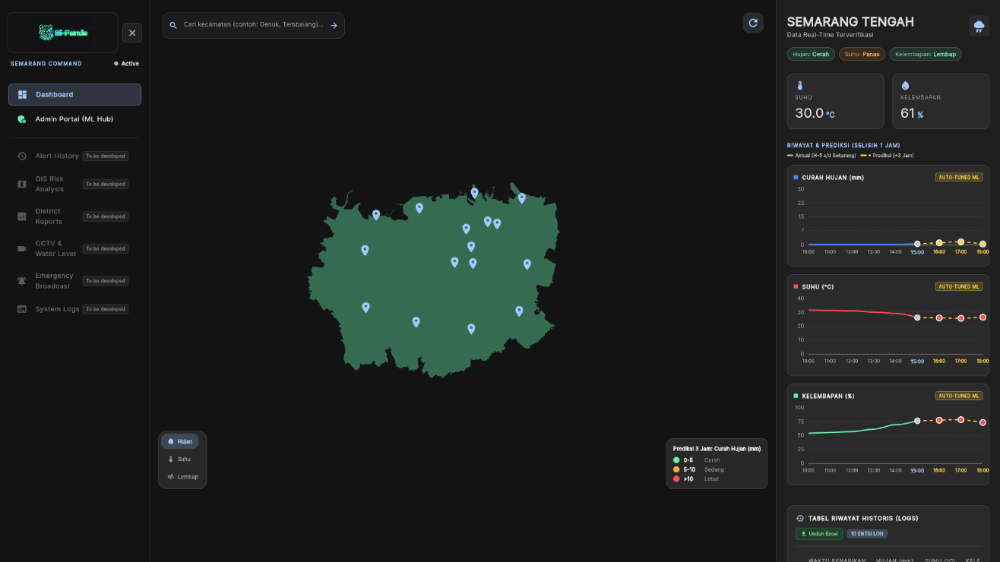 Si-Pandu
SEMARANG COMMAND
Active
Dashboard
Admin Portal (ML Hub)
Alert History
To be developed
GIS Risk
Analysis
To be developed
District
Reports
To be developed
CCTV &
Water Level
To be developed
Emergency
Broadcast
To be developed
System Logs
To be developed
Cari kecamatan (contoh: Genuk, Tembalang)...
Hujan
Suhu
Lembap
Prediksi 3 Jam: Curah Hujan (mm)
0-5 Cerah
5-10 Sedang
>10 Lebat
SEMARANG TENGAH
Data Real-Time Terverifikasi
Hujan: Cerah
Suhu: Panas
Kelembapan: Lembap
SUHU
30.0 °C
KELEMBAPAN
61 %
RIWAYAT & PREDIKSI (SELISIH 1 JAM)
Aktual (H-5 s/d Sekarang)
Prediksi (+3 Jam)
CURAH HUJAN (mm)
AUTO-TUNED ML
30
22
15
7
0
10:00 11:00 12:00 13:00 14:00 15:00 16:00 17:00 18:00
SUHU (°C)
AUTO-TUNED ML
40
30
20
10
0
10:00 11:00 12:00 13:00 14:00 15:00 16:00 17:00 18:00
KELEMBAPAN (%)
AUTO-TUNED ML
100
75
50
25
0
10:00 11:00 12:00 13:00 14:00 15:00 16:00 17:00 18:00
TABEL RIWAYAT HISTORIS (LOGS)
Unduh Excel
10 ENTRI LOG
WAKTU PENARIKAN HUJAN (mm) SUHU (°C) KELE